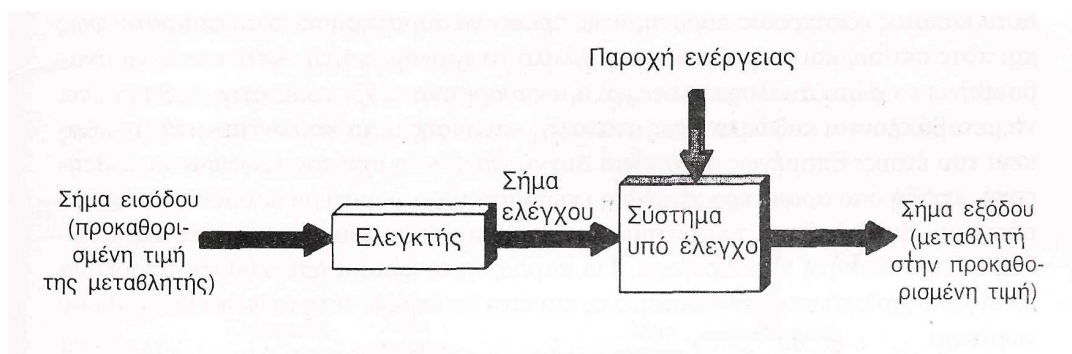 Παροχή ενέργειας
Σήμα εισόδου
(προκαθορι-
σμένη τιμή
της μεταβλητής)
Ελεγκτής
Σήμα
ελέγχου
Σύστημα
υπό έλεγχο
Σήμα εξόδου
(μεταβλητή
στην προκαθο-
ρισμένη τιμή)